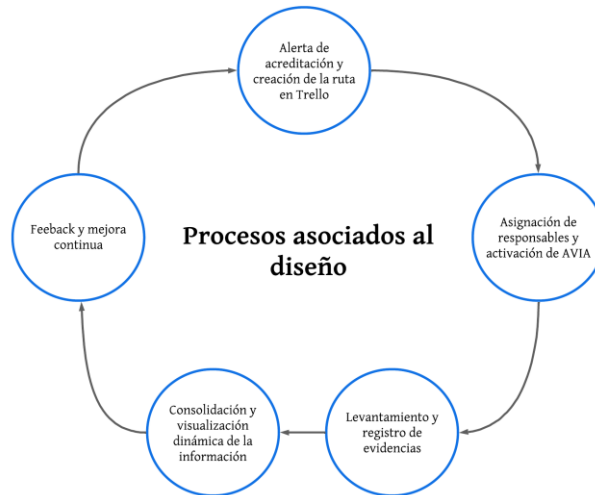 Alerta de
acreditación y
creación de la ruta
en Trello
Asignación de
responsables y
activación de AVIA
Levantamiento y
registro de
evidencias
Consolidación y
visualización
dinámica de la
información
Feeback y mejora
continua
Procesos asociados al
diseño